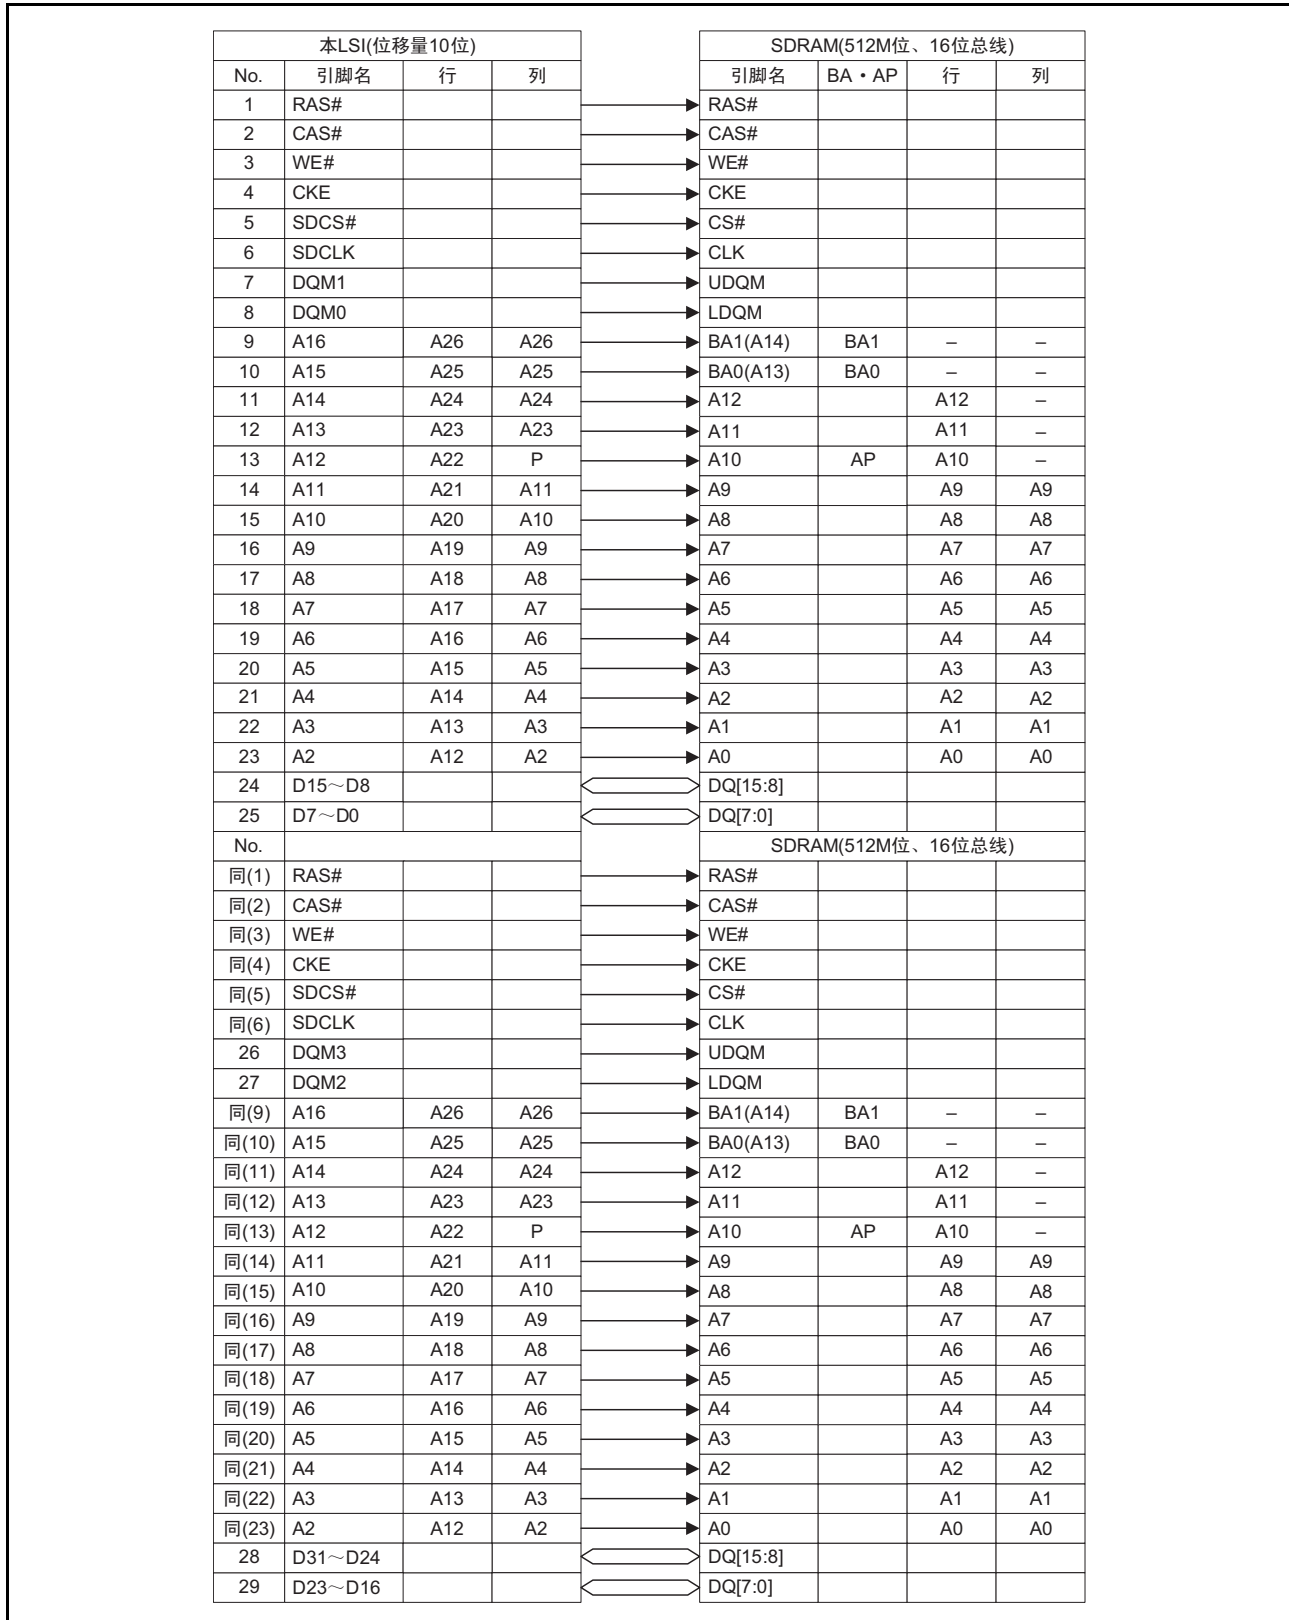 本LSI(位移量10位) SDRAM(512M位、16位总线)
No. 引脚名 行 列 引脚名 BA・AP 行 列
1 RAS# RAS#
2 CAS# CAS#
3 WE# WE#
4 CKE CKE
5 SDCS# CS#
6 SDCLK CLK
7 DQM1 UDQM
8 DQM0 LDQM
9 A16 A26 A26 BA1(A14) BA1 – –
10 A15 A25 A25 BA0(A13) BA0 – –
11 A14 A24 A24 A12 A12 –
12 A13 A23 A23 A11 A11 –
13 A12 A22 P A10 AP A10 –
14 A11 A21 A11 A9 A9 A9
15 A10 A20 A10 A8 A8 A8
16 A9 A19 A9 A7 A7 A7
17 A8 A18 A8 A6 A6 A6
18 A7 A17 A7 A5 A5 A5
19 A6 A16 A6 A4 A4 A4
20 A5 A15 A5 A3 A3 A3
21 A4 A14 A4 A2 A2 A2
22 A3 A13 A3 A1 A1 A1
23 A2 A12 A2 A0 A0 A0
24 D15～D8 DQ[15:8]
25 D7～D0 DQ[7:0]
No. SDRAM(512M位、16位总线)
同(1) RAS# RAS#
同(2) CAS# CAS#
同(3) WE# WE#
同(4) CKE CKE
同(5) SDCS# CS#
同(6) SDCLK CLK
26 DQM3 UDQM
27 DQM2 LDQM
同(9) A16 A26 A26 BA1(A14) BA1 – –
同(10) A15 A25 A25 BA0(A13) BA0 – –
同(11) A14 A24 A24 A12 A12 –
同(12) A13 A23 A23 A11 A11 –
同(13) A12 A22 P A10 AP A10 –
同(14) A11 A21 A11 A9 A9 A9
同(15) A10 A20 A10 A8 A8 A8
同(16) A9 A19 A9 A7 A7 A7
同(17) A8 A18 A8 A6 A6 A6
同(18) A7 A17 A7 A5 A5 A5
同(19) A6 A16 A6 A4 A4 A4
同(20) A5 A15 A5 A3 A3 A3
同(21) A4 A14 A4 A2 A2 A2
同(22) A3 A13 A3 A1 A1 A1
同(23) A2 A12 A2 A0 A0 A0
28 D31～D24 DQ[15:8]
29 D23～D16 DQ[7:0]